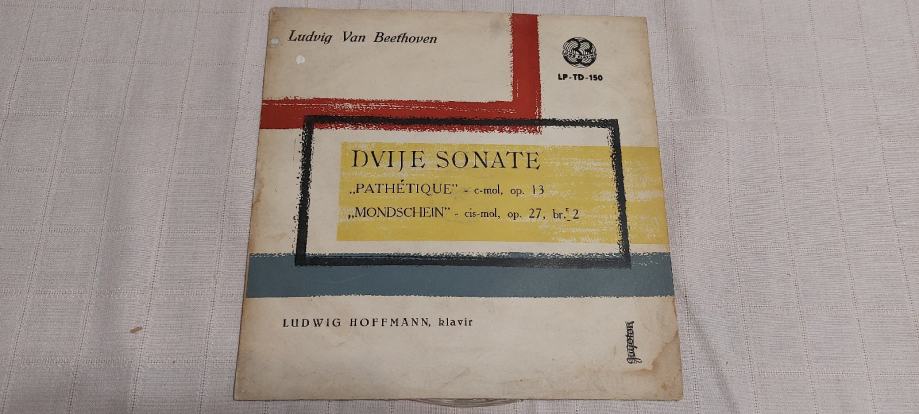 Ludvig Van Beethoven
33
LP-TD-150
DVIJE SONATE
„PATHÉTIQUE” - c-mol, op. 13
„MONDSCHEIN” - cis-mol, op. 27, br. 2
LUDWIG HOFFMANN, klavir
Jugoton